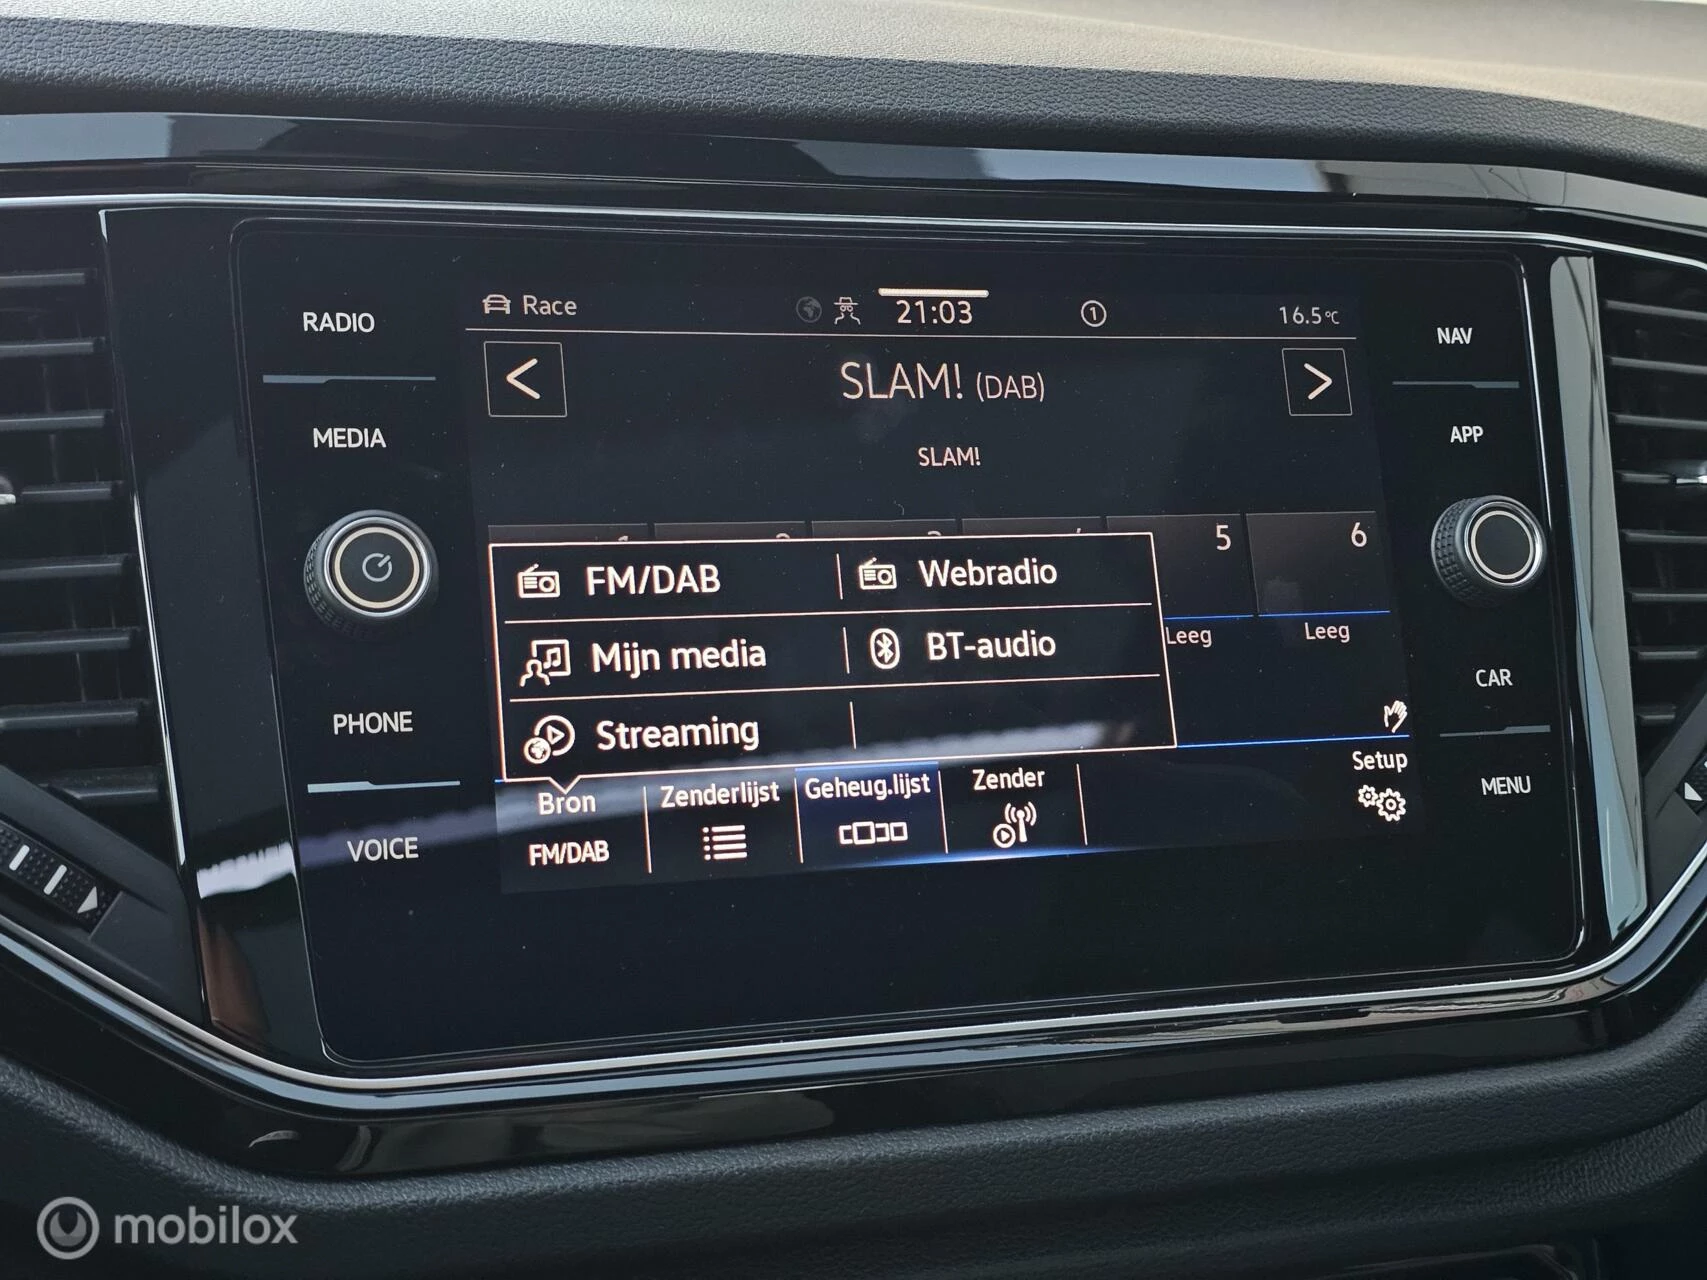 RADIO
MEDIA
PHONE
VOICE
NAV
APP
CAR
MENU
Race
21:03
1
16.5°C
<
SLAM! (DAB)
>
SLAM!
5
6
FM/DAB
Webradio
Mijn media
BT-audio
Streaming
Leeg
Leeg
Bron
FM/DAB
Zenderlijst
Geheug.lijst
Zender
Setup
mobilox